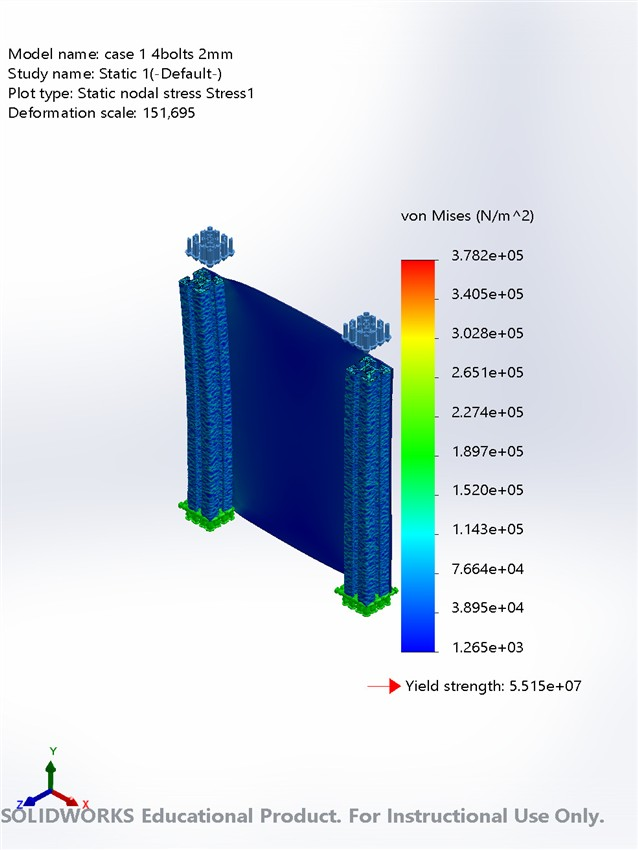 Model name: case 1 4bolts 2mm
Study name: Static 1(-Default-)
Plot type: Static nodal stress Stress1
Deformation scale: 151,695
von Mises (N/m^2)
3.782e+05
3.405e+05
3.028e+05
2.651e+05
2.274e+05
1.897e+05
1.520e+05
1.143e+05
7.664e+04
3.895e+04
1.265e+03
Yield strength: 5.515e+07
Y
Z
X
SOLIDWORKS Educational Product. For Instructional Use Only.